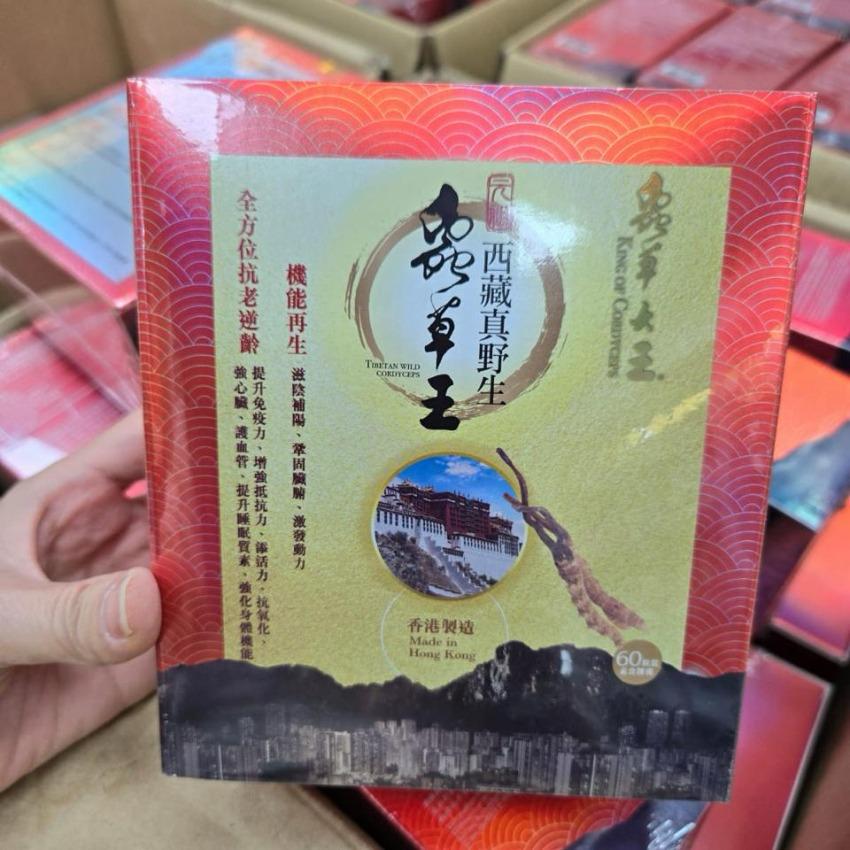 西藏真野生
蟲草王
TIBETAN WILD
CORDYCEPS
蟲草大王
KING OF CORDYCEPS
機能再生
滋陰補陽、鞏固臟腑、激發動力
全方位抗老逆齡
提升免疫力、增強抵抗力、添活力、抗氧化、
強心臟、護血管、提升睡眠質素、強化身體機能
香港製造
Made in
Hong Kong
60